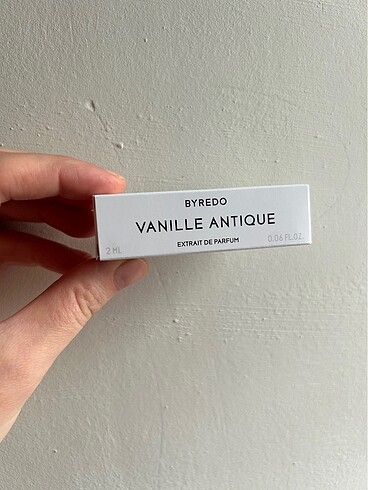 BYREDO
VANILLE ANTIQUE
EXTRAIT DE PARFUM
2 ML 0.06 FL.OZ.